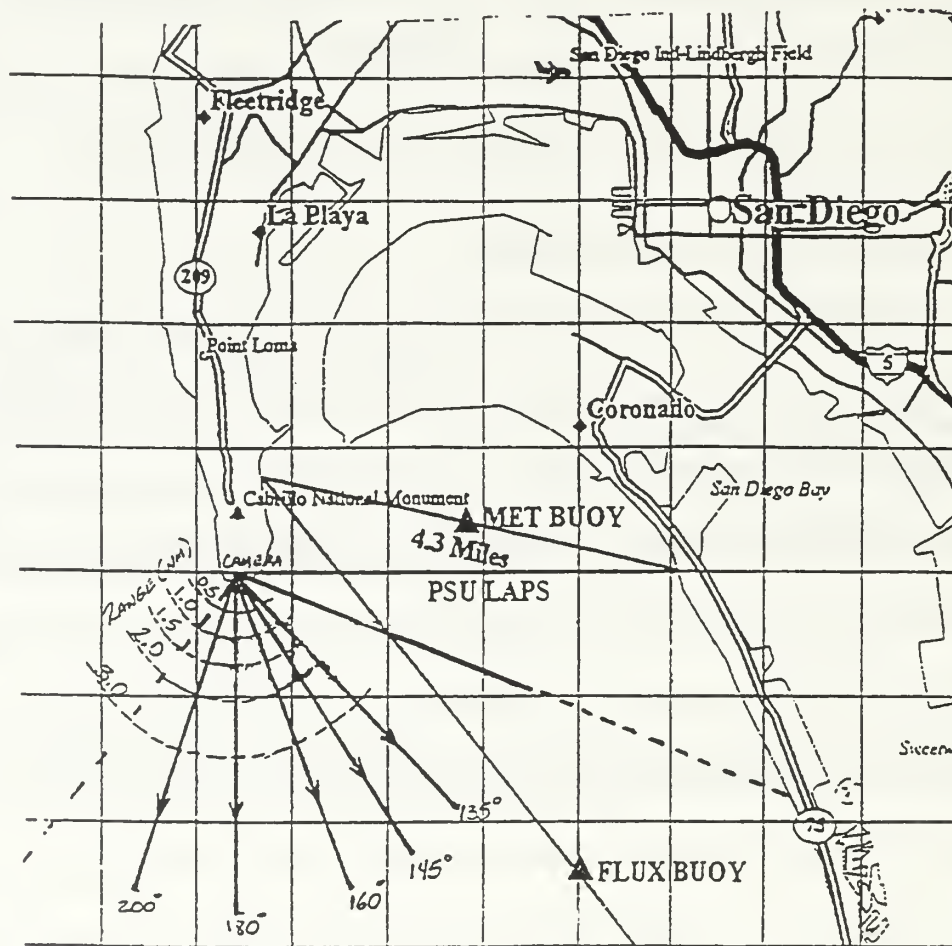 San Diego Intl-Lindbergh Field
Fleetridge
La Playa
San Diego
209
Point Loma
5
Coronado
San Diego Bay
Cabrillo National Monument
MET BUOY
4.3 Miles
CAMERA
PSU LAPS
RANGE (NM)
0.5
1.0
1.5
2.0
3.0
135°
75
145°
FLUX BUOY
160°
200°
180°